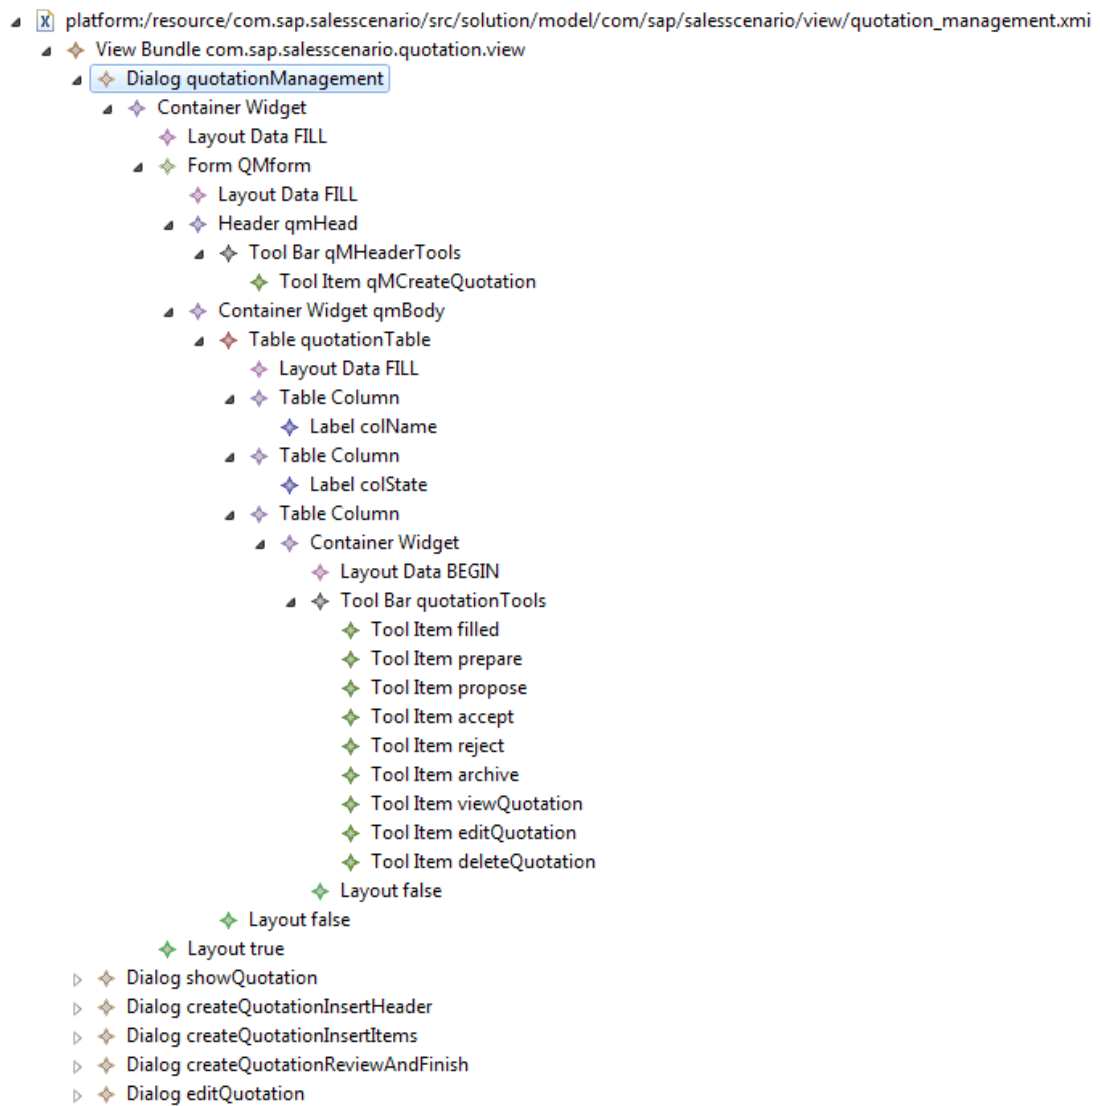 platform:/resource/com.sap.salesscenario/src/solution/model/com/sap/salesscenario/view/quotation_management.xmi
View Bundle com.sap.salesscenario.quotation.view
Dialog quotationManagement
Container Widget
Layout Data FILL
Form QMform
Layout Data FILL
Header qmHead
Tool Bar qMHeaderTools
Tool Item qMCreateQuotation
Container Widget qmBody
Table quotationTable
Layout Data FILL
Table Column
Label colName
Table Column
Label colState
Table Column
Container Widget
Layout Data BEGIN
Tool Bar quotationTools
Tool Item filled
Tool Item prepare
Tool Item propose
Tool Item accept
Tool Item reject
Tool Item archive
Tool Item viewQuotation
Tool Item editQuotation
Tool Item deleteQuotation
Layout false
Layout false
Layout true
Dialog showQuotation
Dialog createQuotationInsertHeader
Dialog createQuotationInsertItems
Dialog createQuotationReviewAndFinish
Dialog editQuotation